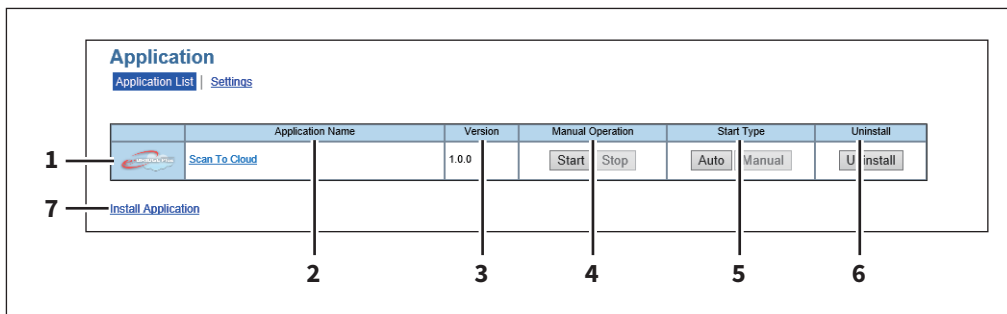 Application
Application List | Settings
Application Name Version Manual Operation Start Type Uninstall
1 Scan To Cloud 1.0.0 Start Stop Auto Manual Uninstall
7 Install Application
2 3 4 5 6